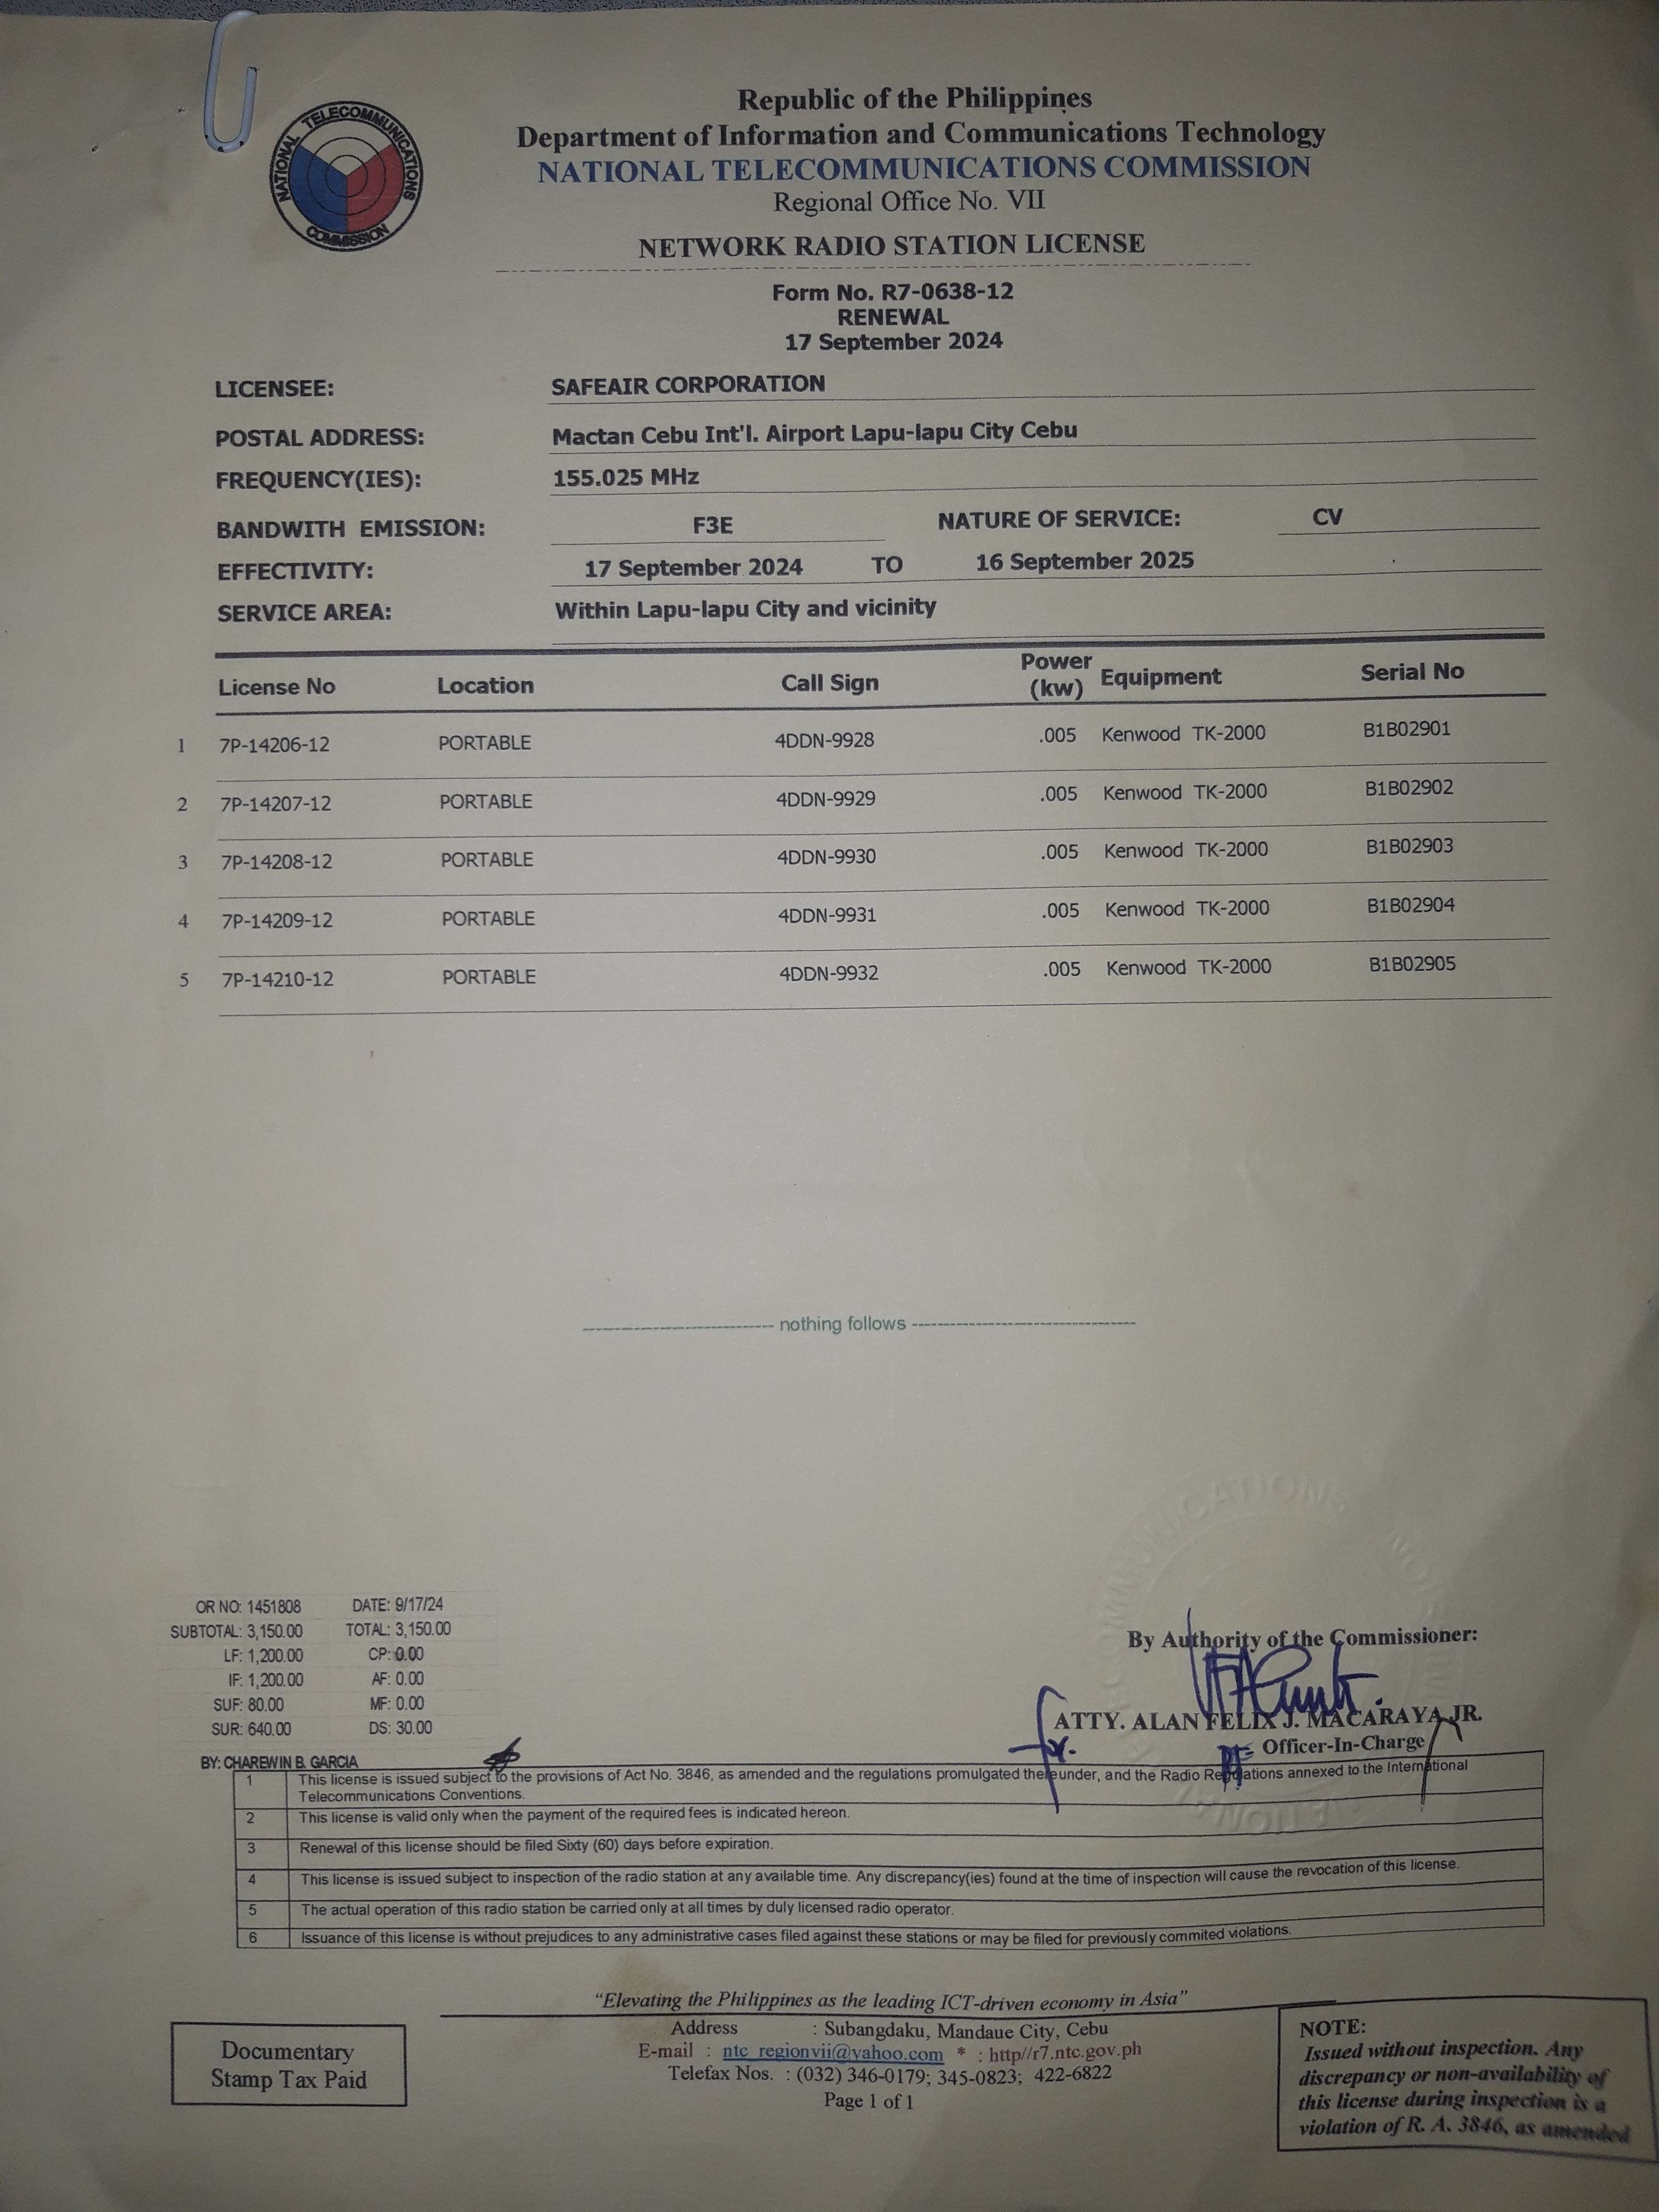 NATIONAL TELECOMMUNICATIONS COMMISSION
Republic of the Philippines
Department of Information and Communications Technology
NATIONAL TELECOMMUNICATIONS COMMISSION
Regional Office No. VII
NETWORK RADIO STATION LICENSE
Form No. R7-0638-12
RENEWAL
17 September 2024
LICENSEE: SAFEAIR CORPORATION
POSTAL ADDRESS: Mactan Cebu Int'l. Airport Lapu-lapu City Cebu
FREQUENCY(IES): 155.025 MHz
BANDWITH EMISSION: F3E NATURE OF SERVICE: CV
EFFECTIVITY: 17 September 2024 TO 16 September 2025
SERVICE AREA: Within Lapu-lapu City and vicinity
License No Location Call Sign Power (kw) Equipment Serial No
1 7P-14206-12 PORTABLE 4DDN-9928 .005 Kenwood TK-2000 B1B02901
2 7P-14207-12 PORTABLE 4DDN-9929 .005 Kenwood TK-2000 B1B02902
3 7P-14208-12 PORTABLE 4DDN-9930 .005 Kenwood TK-2000 B1B02903
4 7P-14209-12 PORTABLE 4DDN-9931 .005 Kenwood TK-2000 B1B02904
5 7P-14210-12 PORTABLE 4DDN-9932 .005 Kenwood TK-2000 B1B02905
---------------------------- nothing follows ---------------------------------
OR NO: 1451808 DATE: 9/17/24
SUBTOTAL: 3,150.00 TOTAL: 3,150.00
LF: 1,200.00 CP: 0.00
IF: 1,200.00 AF: 0.00
SUF: 80.00 MF: 0.00
SUR: 640.00 DS: 30.00
BY: CHAREWIN B. GARCIA
By Authority of the Commissioner:
for.
ATTY. ALAN FELIX J. MACARAYA JR.
Officer-In-Charge
1 This license is issued subject to the provisions of Act No. 3846, as amended and the regulations promulgated thereunder, and the Radio Regulations annexed to the International
Telecommunications Conventions.
2 This license is valid only when the payment of the required fees is indicated hereon.
3 Renewal of this license should be filed Sixty (60) days before expiration.
4 This license is issued subject to inspection of the radio station at any available time. Any discrepancy(ies) found at the time of inspection will cause the revocation of this license.
5 The actual operation of this radio station be carried only at all times by duly licensed radio operator.
6 Issuance of this license is without prejudices to any administrative cases filed against these stations or may be filed for previously commited violations.
"Elevating the Philippines as the leading ICT-driven economy in Asia"
Address : Subangdaku, Mandaue City, Cebu
E-mail : ntc_regionvii@yahoo.com * : http//r7.ntc.gov.ph
Telefax Nos. : (032) 346-0179; 345-0823; 422-6822
Page 1 of 1
Documentary
Stamp Tax Paid
NOTE:
Issued without inspection. Any
discrepancy or non-availability of
this license during inspection is a
violation of R. A. 3846, as amended